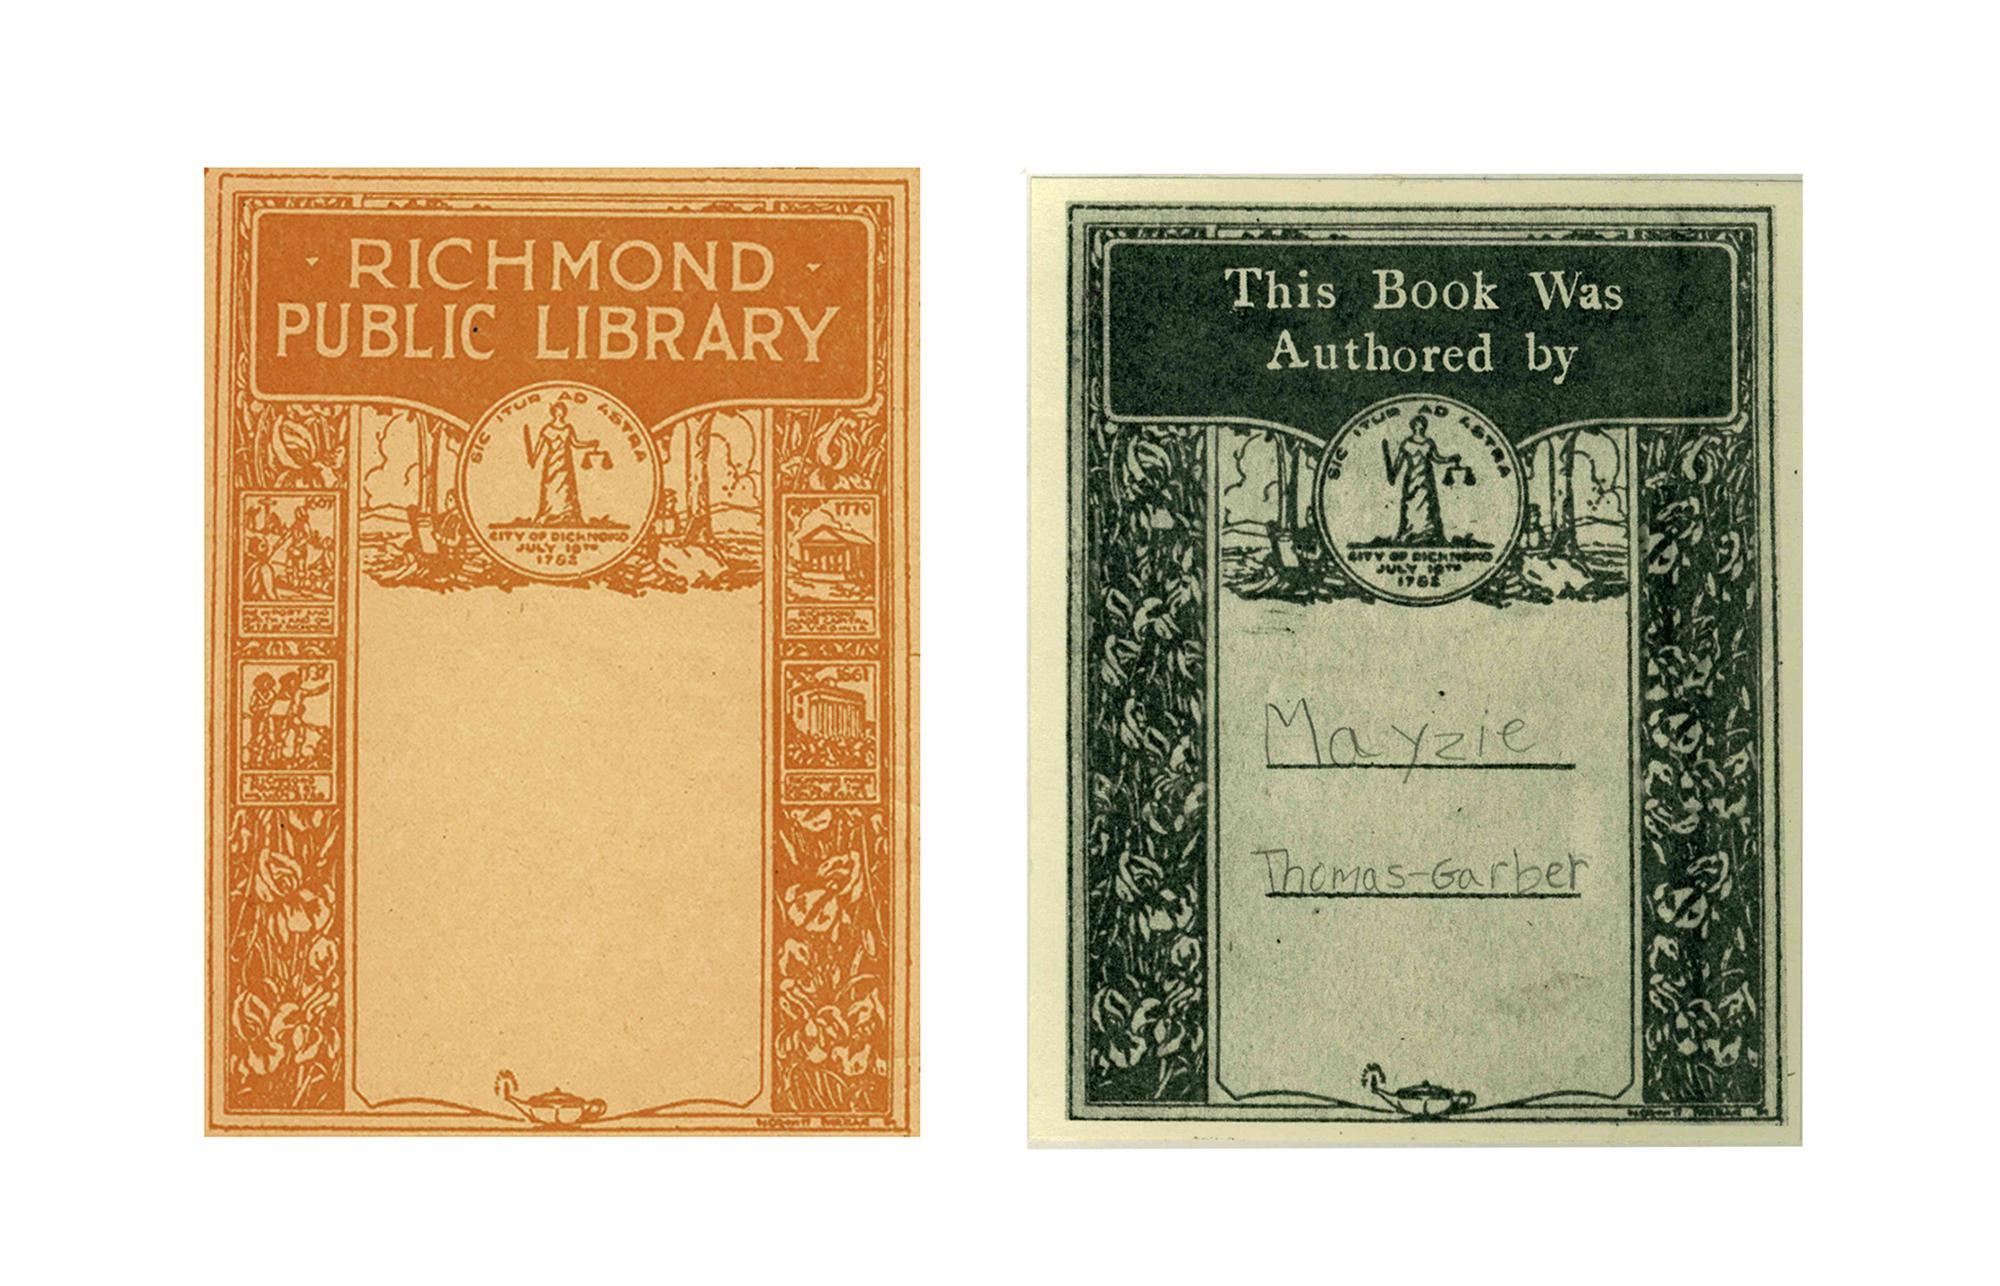 RICHMOND
PUBLIC LIBRARY
SIC ITUR AD ASTRA
CITY OF RICHMOND
JULY 19TH
1782
1607
1779
1737
1861
This Book Was
Authored by
SIC ITUR AD ASTRA
CITY OF RICHMOND
JULY 19TH
1782
Mayzie
Thomas-Garber